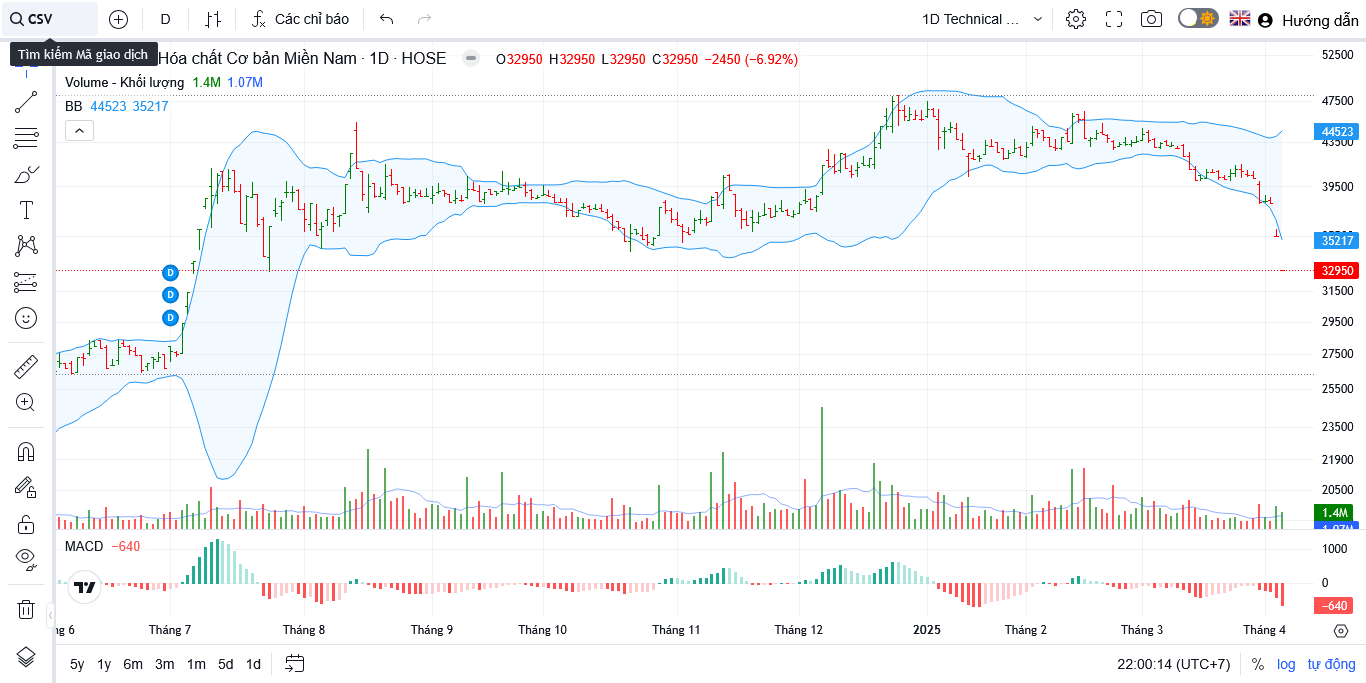 CSV
D
Các chỉ báo
1D Technical ...
Hướng dẫn
Tìm kiếm Mã giao dịch
Hóa chất Cơ bản Miền Nam · 1D · HOSE
O32950 H32950 L32950 C32950 −2450 (−6.92%)
Volume - Khối lượng 1.4M 1.07M
BB 44523 35217
52500
47500
44523
43500
39500
35217
32950
31500
29500
27500
25500
23500
21900
20500
1.4M
1.07M
D
D
D
MACD −640
1000
0
−640
Tháng 7
Tháng 8
Tháng 9
Tháng 10
Tháng 11
Tháng 12
2025
Tháng 2
Tháng 3
Tháng 4
5y 1y 6m 3m 1m 5d 1d
22:00:14 (UTC+7)
%
log
tự động